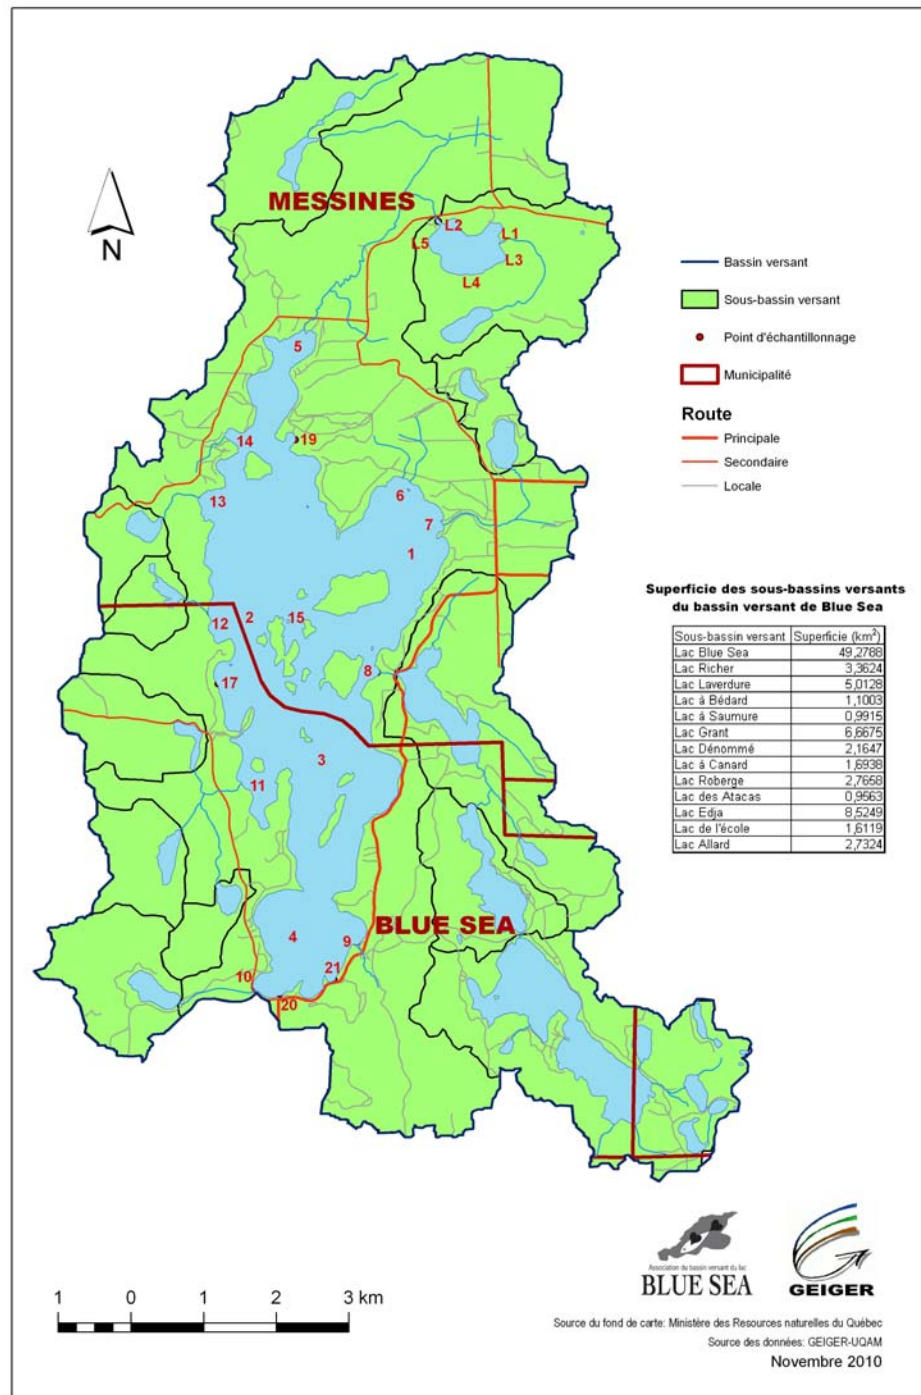 MESSINES
N
L2
L1
L5
L3
L4
5
14
19
13
6
7
1
12
2
15
17
8
3
11
BLUE SEA
4
9
10
21
20
Bassin versant
Sous-bassin versant
Point d'échantillonnage
Municipalité
Route
Principale
Secondaire
Locale
Superficie des sous-bassins versants
du bassin versant de Blue Sea
Sous-bassin versant Superficie (km²)
Lac Blue Sea 49,2788
Lac Richer 3,3624
Lac Laverdure 5,0128
Lac à Bédard 1,1003
Lac à Saumure 0,9915
Lac Grant 6,6675
Lac Dénommé 2,1647
Lac à Canard 1,6938
Lac Roberge 2,7658
Lac des Atacas 0,9563
Lac Edja 8,5249
Lac de l'école 1,6119
Lac Allard 2,7324
1 0 1 2 3 km
Association du bassin versant du lac
BLUE SEA
GEIGER
Source du fond de carte: Ministère des Resources naturelles du Québec
Source des données: GEIGER-UQAM
Novembre 2010